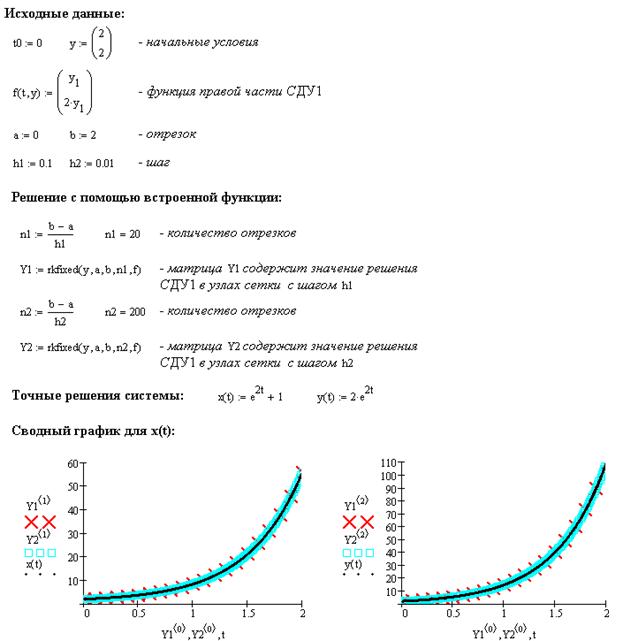 Исходные данные:
t0 := 0 y := (2 2) - начальные условия
f(t,y) := (y₁ 2·y₁) - функция правой части СДУ1
a := 0 b := 2 - отрезок
h1 := 0.1 h2 := 0.01 - шаг
Решение с помощью встроенной функции:
n1 := (b − a)/h1 n1 = 20 - количество отрезков
Y1 := rkfixed(y,a,b,n1,f) - матрица Y1 содержит значение решения
СДУ1 в узлах сетки с шагом h1
n2 := (b − a)/h2 n2 = 200 - количество отрезков
Y2 := rkfixed(y,a,b,n2,f) - матрица Y2 содержит значение решения
СДУ1 в узлах сетки с шагом h2
Точные решения системы: x(t) := e^2t + 1 y(t) := 2·e^2t
Сводный график для x(t):
60
50
40
30
20
10
Y1⟨1⟩
Y2⟨1⟩
x(t)
0 0.5 1 1.5 2
Y1⟨0⟩,Y2⟨0⟩,t
110
100
90
80
70
60
50
40
30
20
10
Y1⟨2⟩
Y2⟨2⟩
y(t)
0 0.5 1 1.5 2
Y1⟨0⟩,Y2⟨0⟩,t